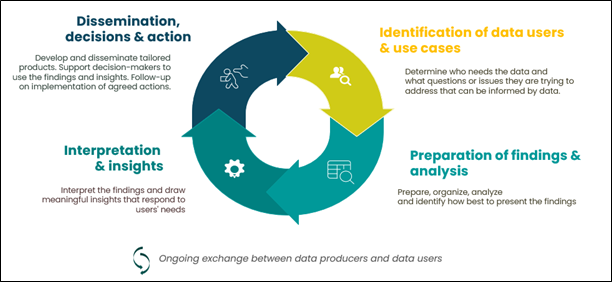 Dissemination,
decisions & action
Develop and disseminate tailored
products. Support decision-makers to
use the findings and insights. Follow-up
on implementation of agreed actions.
Identification of data users
& use cases
Determine who needs the data and
what questions or issues they are trying to
address that can be informed by data.
Interpretation
& insights
Interpret the findings and draw
meaningful insights that respond to
users' needs
Preparation of findings &
analysis
Prepare, organize, analyze
and identify how best to present the findings
Ongoing exchange between data producers and data users